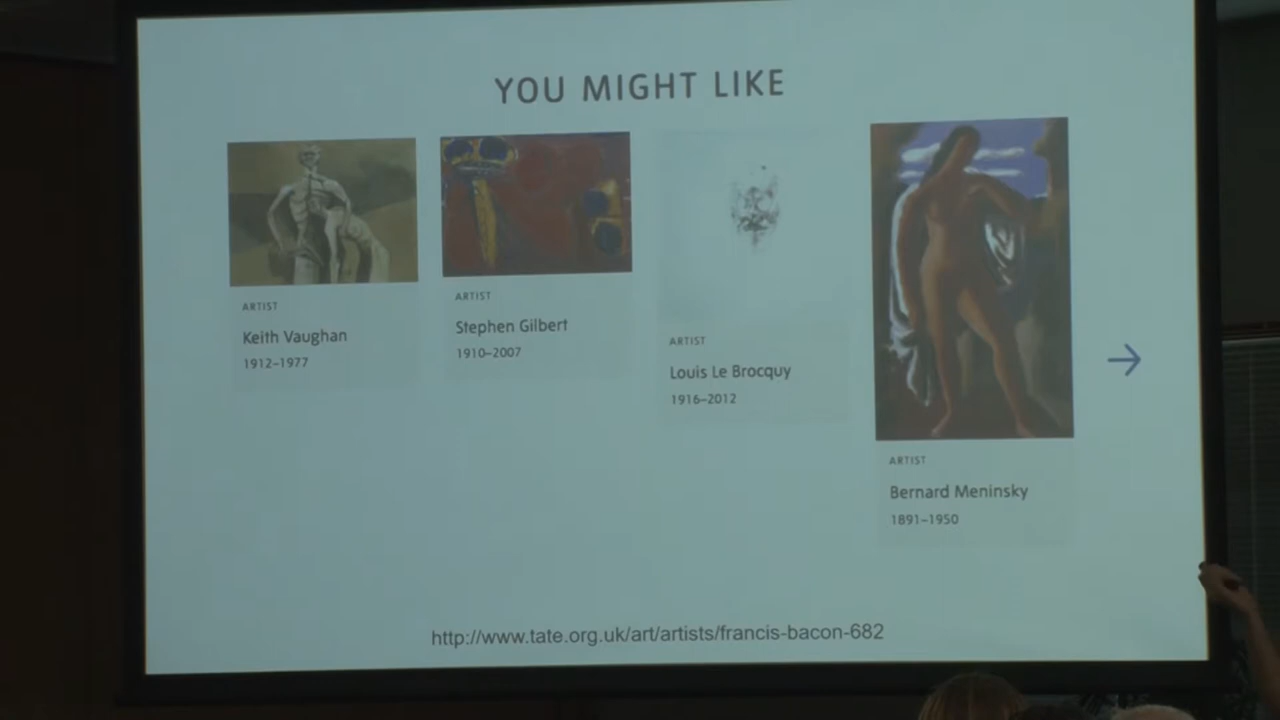 YOU MIGHT LIKE
ARTIST
Keith Vaughan
1912–1977
ARTIST
Stephen Gilbert
1910–2007
ARTIST
Louis Le Brocquy
1916–2012
ARTIST
Bernard Meninsky
1891–1950
http://www.tate.org.uk/art/artists/francis-bacon-682